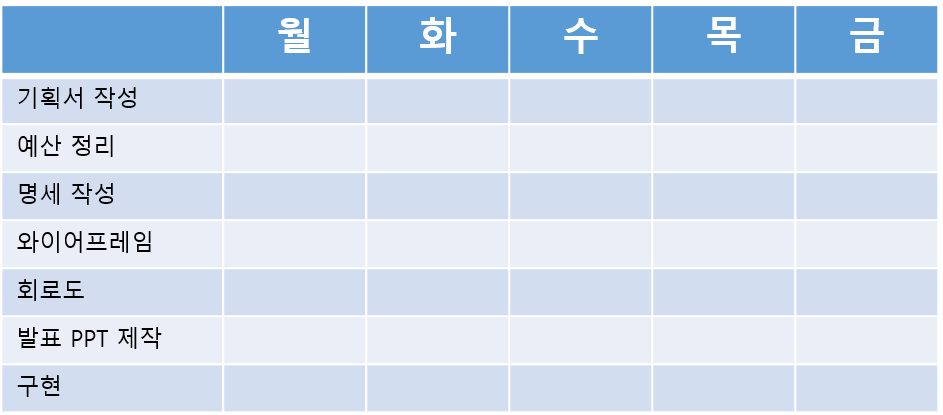 월 화 수 목 금
기획서 작성
예산 정리
명세 작성
와이어프레임
회로도
발표 PPT 제작
구현